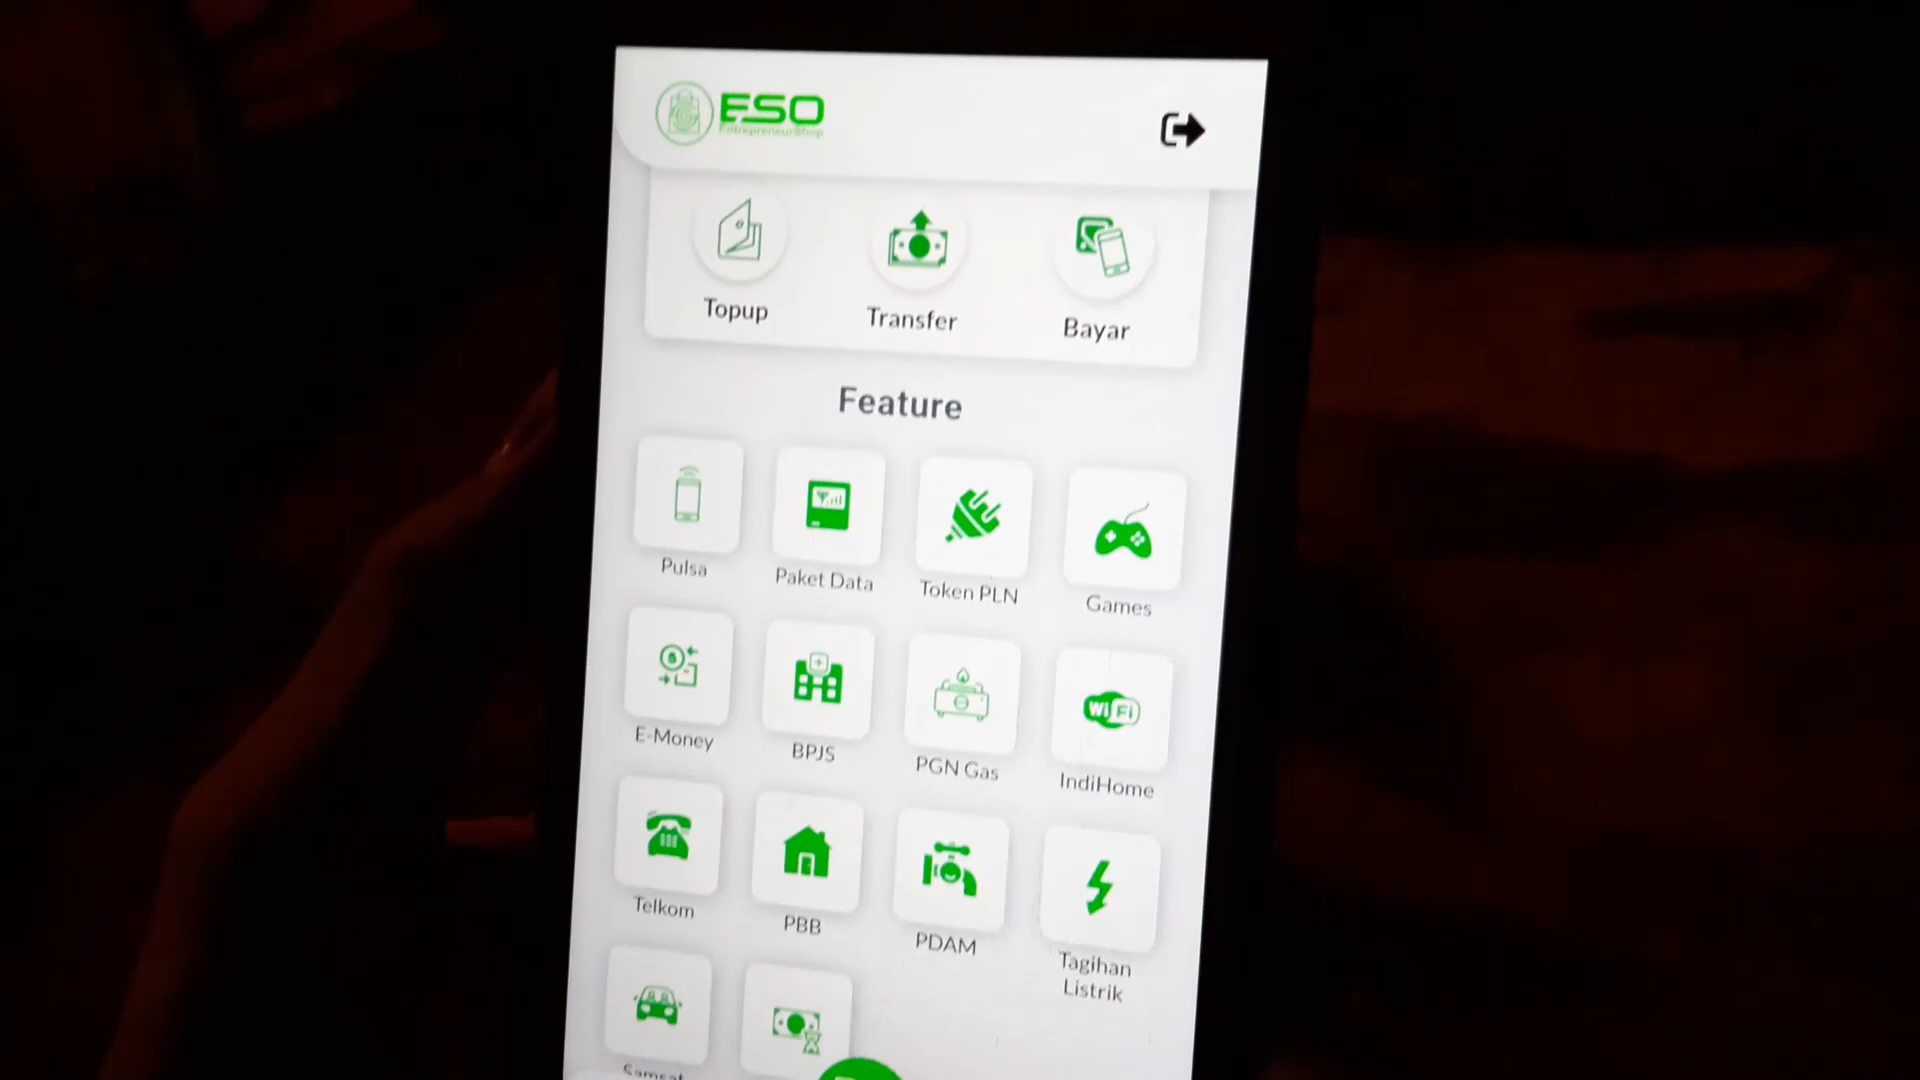 ESO
EntrepreneurShop
Topup
Transfer
Bayar
Feature
Pulsa
Paket Data
Token PLN
Games
E-Money
BPJS
PGN Gas
WiFi
IndiHome
Telkom
PBB
PDAM
Tagihan
Listrik
Samsat